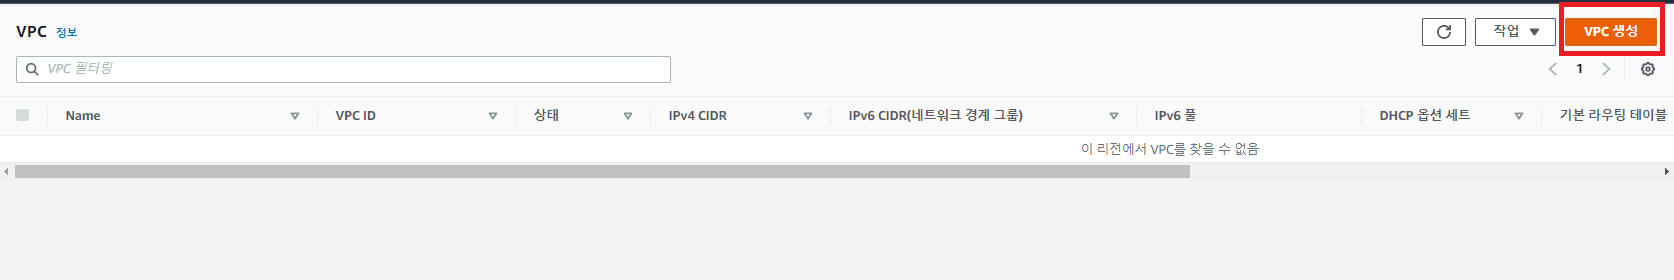 VPC 정보
작업
VPC 생성
VPC 필터링
1
Name
VPC ID
상태
IPv4 CIDR
IPv6 CIDR(네트워크 경계 그룹)
IPv6 풀
DHCP 옵션 세트
기본 라우팅 테이블
이 리전에서 VPC를 찾을 수 없음